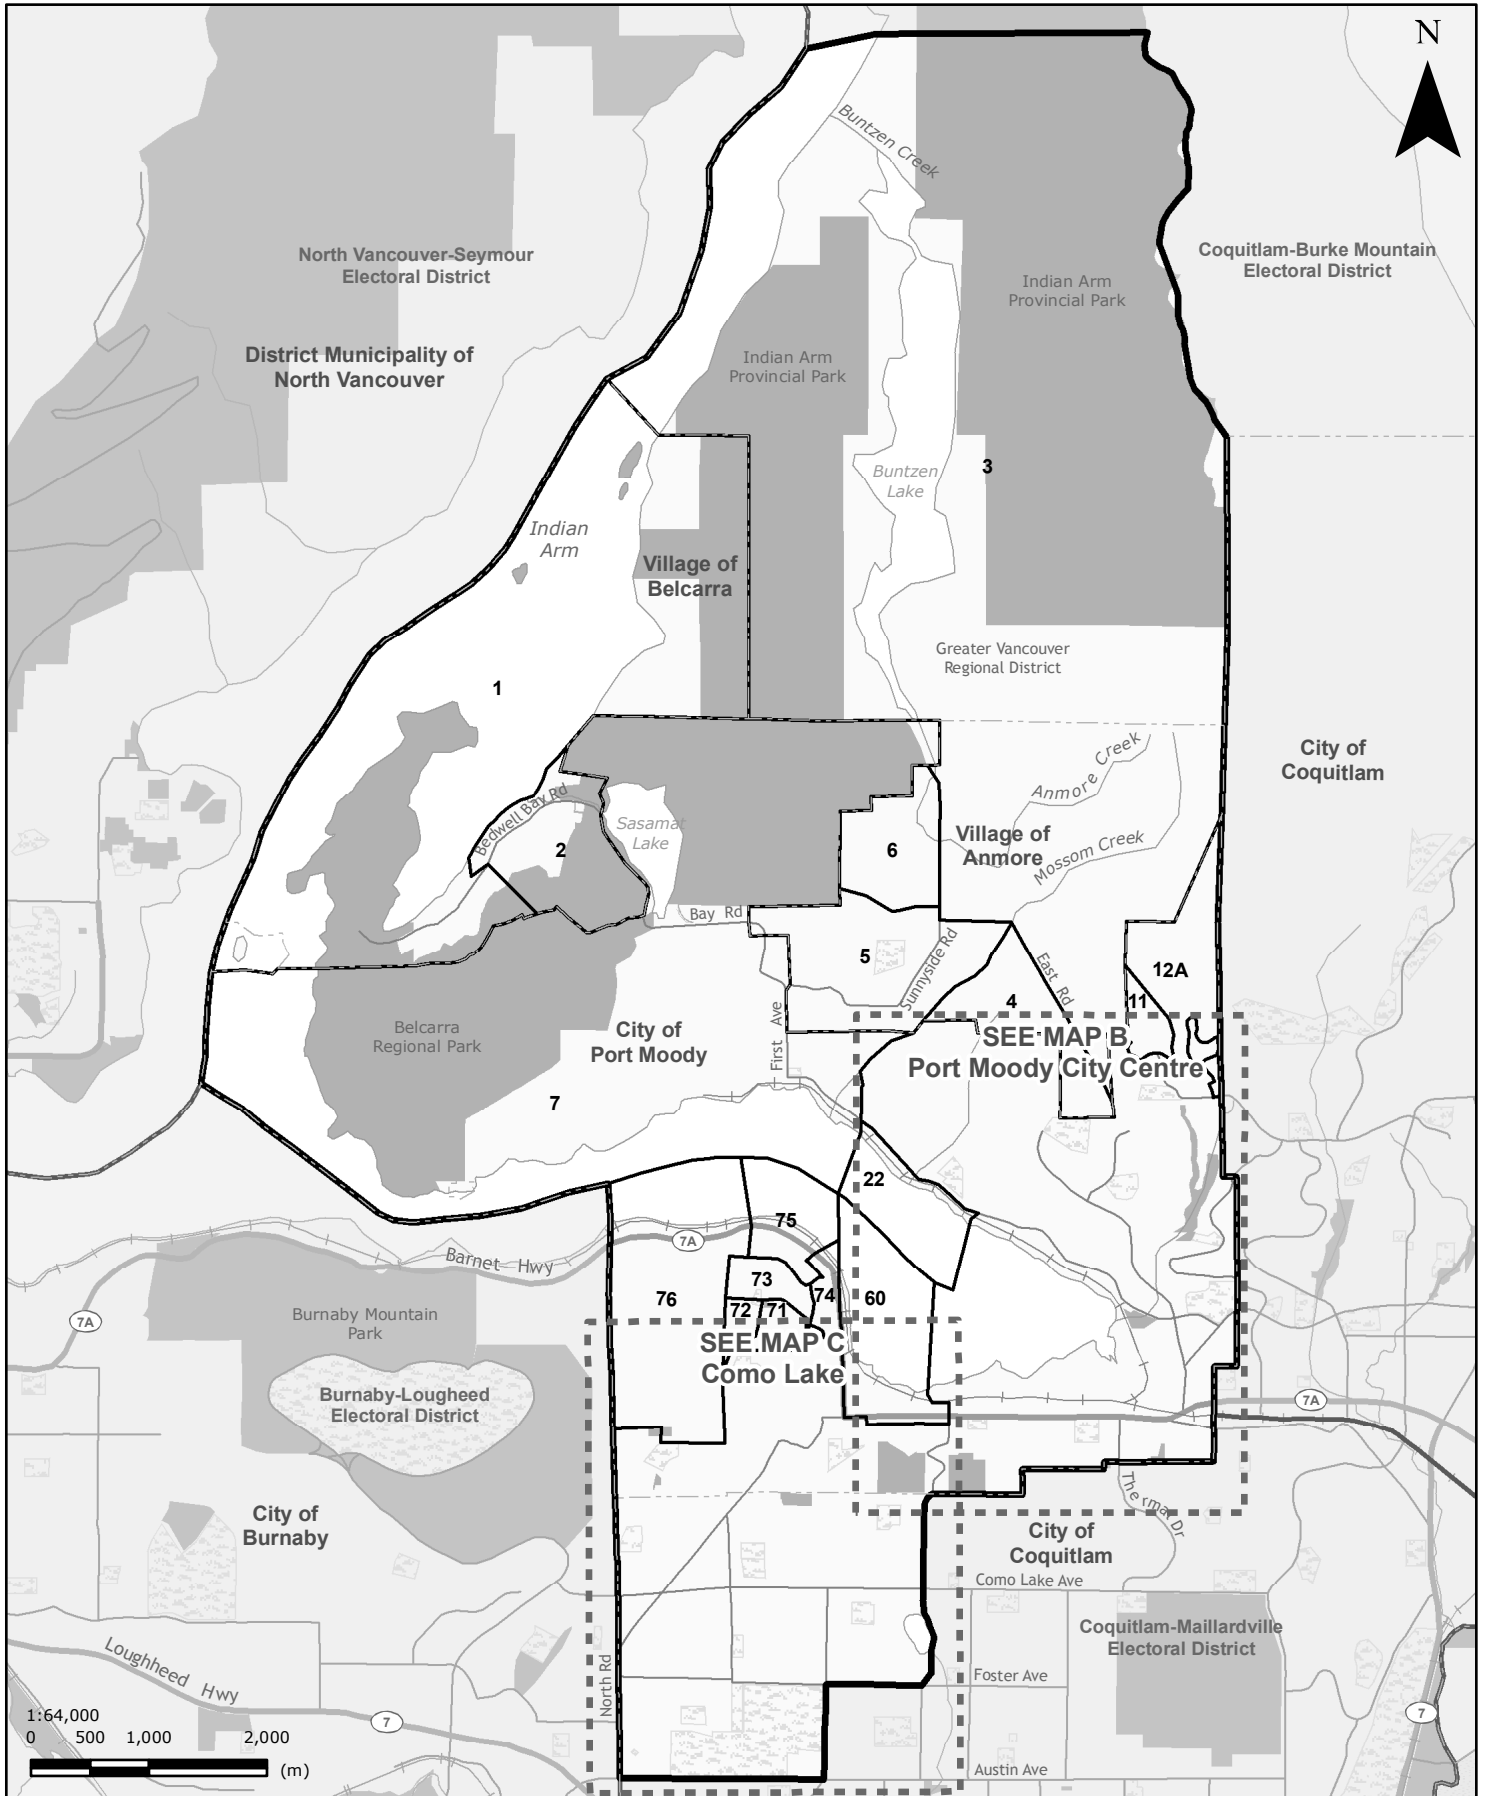 N
Buntzen Creek
North Vancouver-Seymour
Electoral District
Coquitlam-Burke Mountain
Electoral District
Indian Arm
Provincial Park
District Municipality of
North Vancouver
Indian Arm
Provincial Park
3
Buntzen
Lake
Indian
Arm
Village of
Belcarra
Greater Vancouver
Regional District
1
City of
Coquitlam
Anmore Creek
Bedwell Bay Rd
Sasamat
Lake
2
6
Village of
Anmore
Mossom Creek
Bay Rd
5
Sunnyside Rd
East Rd
12A
11
4
First Ave
Belcarra
Regional Park
City of
Port Moody
SEE MAP B
Port Moody City Centre
7
22
75
7A
Barnet Hwy
73
76
72
71
74
60
7A
Burnaby Mountain
Park
SEE MAP C
Como Lake
Burnaby-Lougheed
Electoral District
7A
City of
Burnaby
Thermal Dr
City of
Coquitlam
Como Lake Ave
Coquitlam-Maillardville
Electoral District
Loughheed Hwy
North Rd
Foster Ave
7
7
1:64,000
0 500 1,000 2,000
(m)
Austin Ave